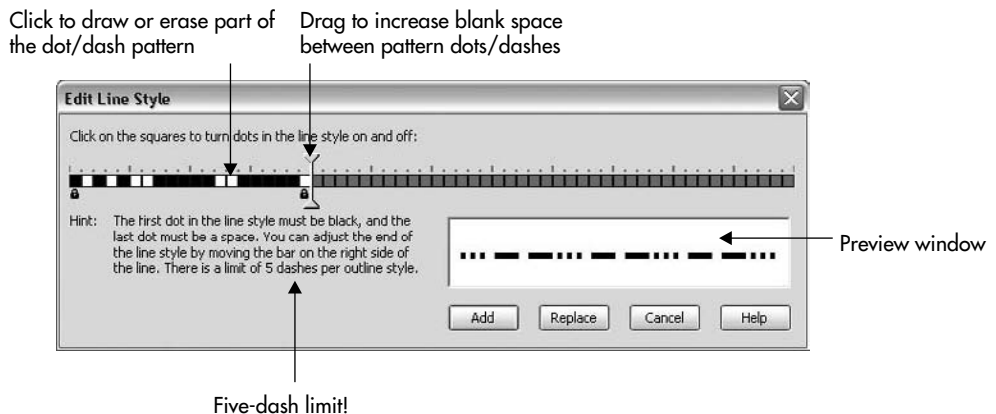 Click to draw or erase part of
the dot/dash pattern
Drag to increase blank space
between pattern dots/dashes
Edit Line Style
Click on the squares to turn dots in the line style on and off:
Hint: The first dot in the line style must be black, and the
last dot must be a space. You can adjust the end of
the line style by moving the bar on the right side of
the line. There is a limit of 5 dashes per outline style.
Preview window
Add
Replace
Cancel
Help
Five-dash limit!